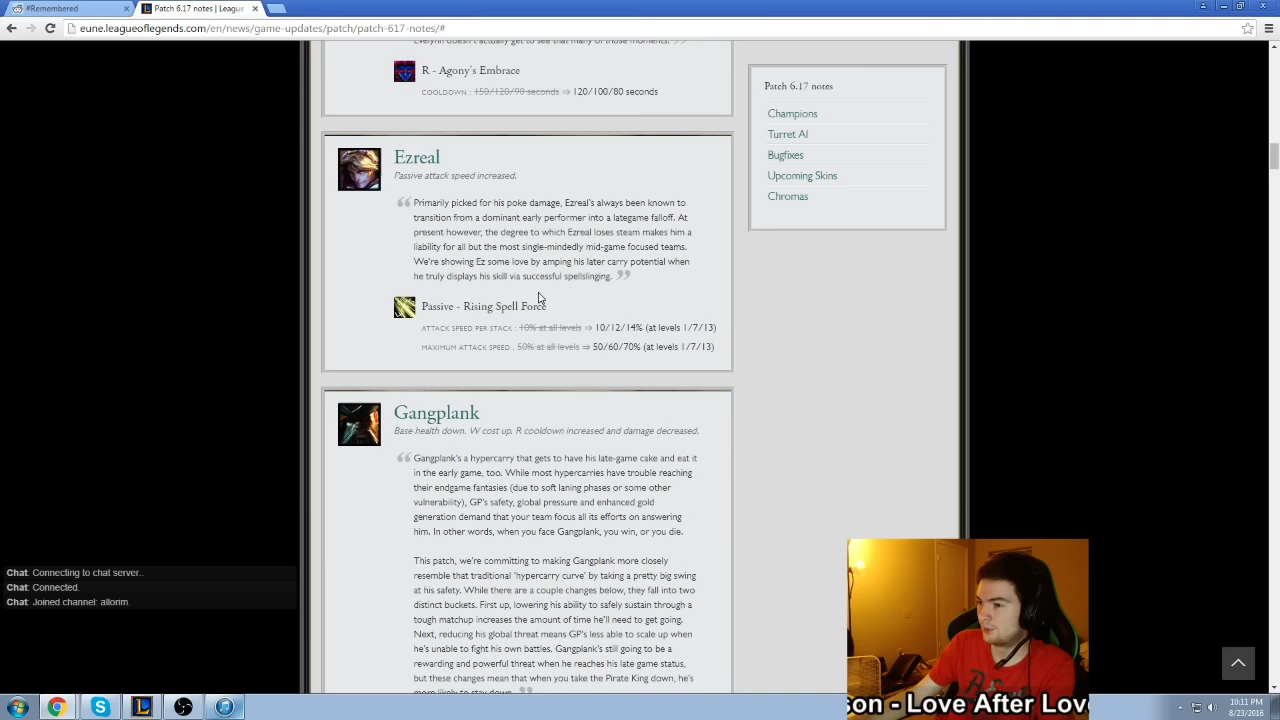 #Remembered
Patch 6.17 notes | Leagu
eune.leagueoflegends.com/en/news/game-updates/patch/patch-617-notes/#
Evelynn doesn't actually get to see that many of those moments.
R - Agony's Embrace
COOLDOWN : 150/120/90 seconds ⇒ 120/100/80 seconds
Ezreal
Passive attack speed increased.
Primarily picked for his poke damage, Ezreal's always been known to
transition from a dominant early performer into a lategame falloff. At
present however, the degree to which Ezreal loses steam makes him a
liability for all but the most single-mindedly mid-game focused teams.
We're showing Ez some love by amping his later carry potential when
he truly displays his skill via successful spellslinging.
Passive - Rising Spell Force
ATTACK SPEED PER STACK : 10% at all levels ⇒ 10/12/14% (at levels 1/7/13)
MAXIMUM ATTACK SPEED : 50% at all levels ⇒ 50/60/70% (at levels 1/7/13)
Gangplank
Base health down. W cost up. R cooldown increased and damage decreased.
Gangplank's a hypercarry that gets to have his late-game cake and eat it
in the early game, too. While most hypercarries have trouble reaching
their endgame fantasies (due to soft laning phases or some other
vulnerability), GP's safety, global pressure and enhanced gold
generation demand that your team focus all its efforts on answering
him. In other words, when you face Gangplank, you win, or you die.
This patch, we're committing to making Gangplank more closely
resemble that traditional 'hypercarry curve' by taking a pretty big swing
at his safety. While there are a couple changes below, they fall into two
distinct buckets. First up, lowering his ability to safely sustain through a
tough matchup increases the amount of time he'll need to get going.
Next, reducing his global threat means GP's less able to scale up when
he's unable to fight his own battles. Gangplank's still going to be a
rewarding and powerful threat when he reaches his late game status,
but these changes mean that when you take the Pirate King down, he's
more likely to stay down.
Patch 6.17 notes
Champions
Turret AI
Bugfixes
Upcoming Skins
Chromas
Chat: Connecting to chat server..
Chat: Connected.
Chat: Joined channel: allorim
son - Love After Lov
10:11 PM
8/23/2016